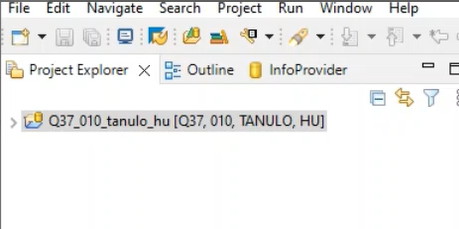 File Edit Navigate Search Project Run Window Help
Project Explorer Outline InfoProvider
Q37_010_tanulo_hu [Q37, 010, TANULO, HU]